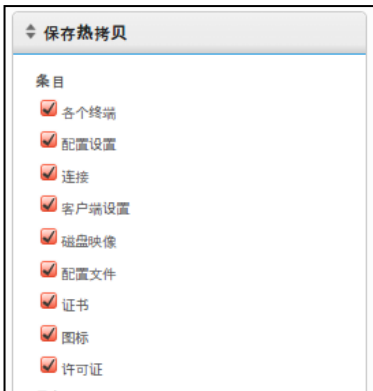 保存热拷贝
条目
各个终端
配置设置
连接
客户端设置
磁盘映像
配置文件
证书
图标
许可证